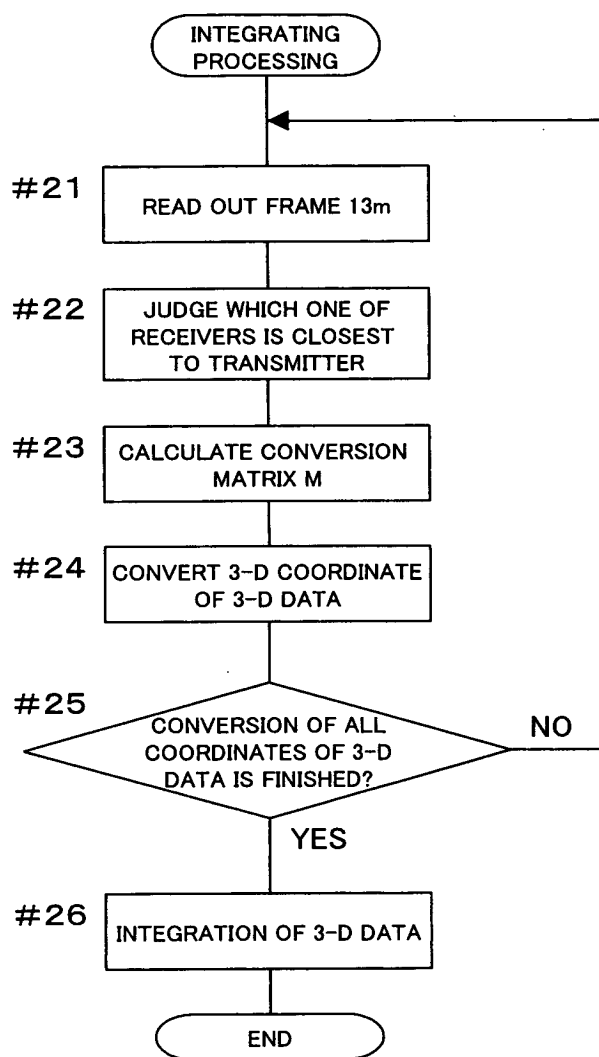 INTEGRATING
PROCESSING
#21
READ OUT FRAME 13m
#22
JUDGE WHICH ONE OF
RECEIVERS IS CLOSEST
TO TRANSMITTER
#23
CALCULATE CONVERSION
MATRIX M
#24
CONVERT 3-D COORDINATE
OF 3-D DATA
#25
CONVERSION OF ALL
COORDINATES OF 3-D
DATA IS FINISHED?
NO
YES
#26
INTEGRATION OF 3-D DATA
END